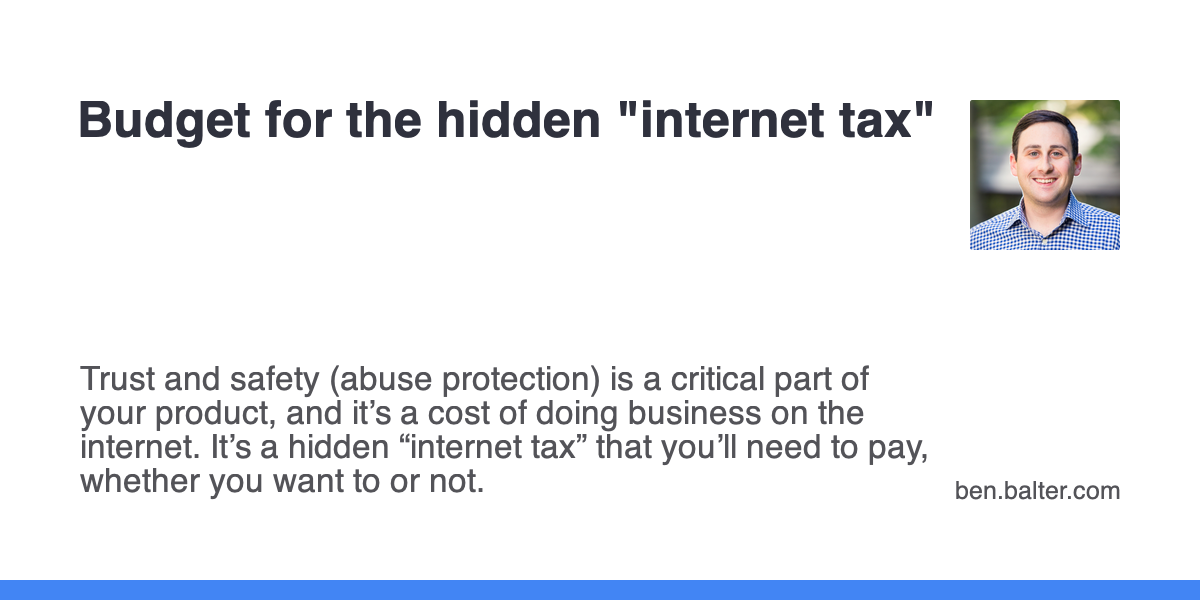 Budget for the hidden "internet tax"
Trust and safety (abuse protection) is a critical part of
your product, and it’s a cost of doing business on the
internet. It’s a hidden “internet tax” that you’ll need to pay,
whether you want to or not.
ben.balter.com